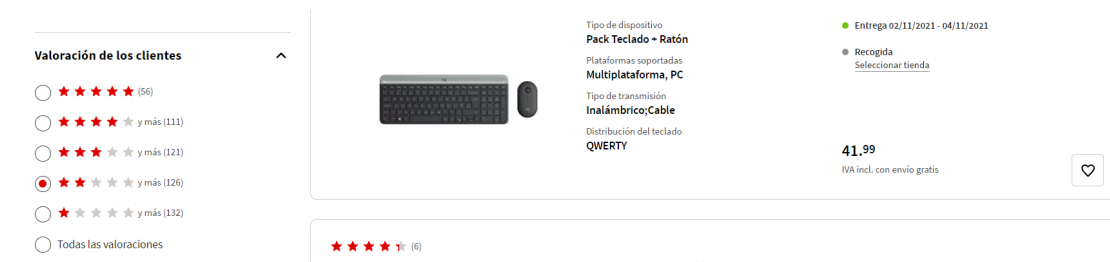 Valoración de los clientes
(56)
y más (111)
y más (121)
y más (126)
y más (132)
Todas las valoraciones
Tipo de dispositivo
Pack Teclado + Ratón
Plataformas soportadas
Multiplataforma, PC
Tipo de transmisión
Inalámbrico;Cable
Distribución del teclado
QWERTY
Entrega 02/11/2021 - 04/11/2021
Recogida
Seleccionar tienda
41.99
IVA incl. con envío gratis
(6)